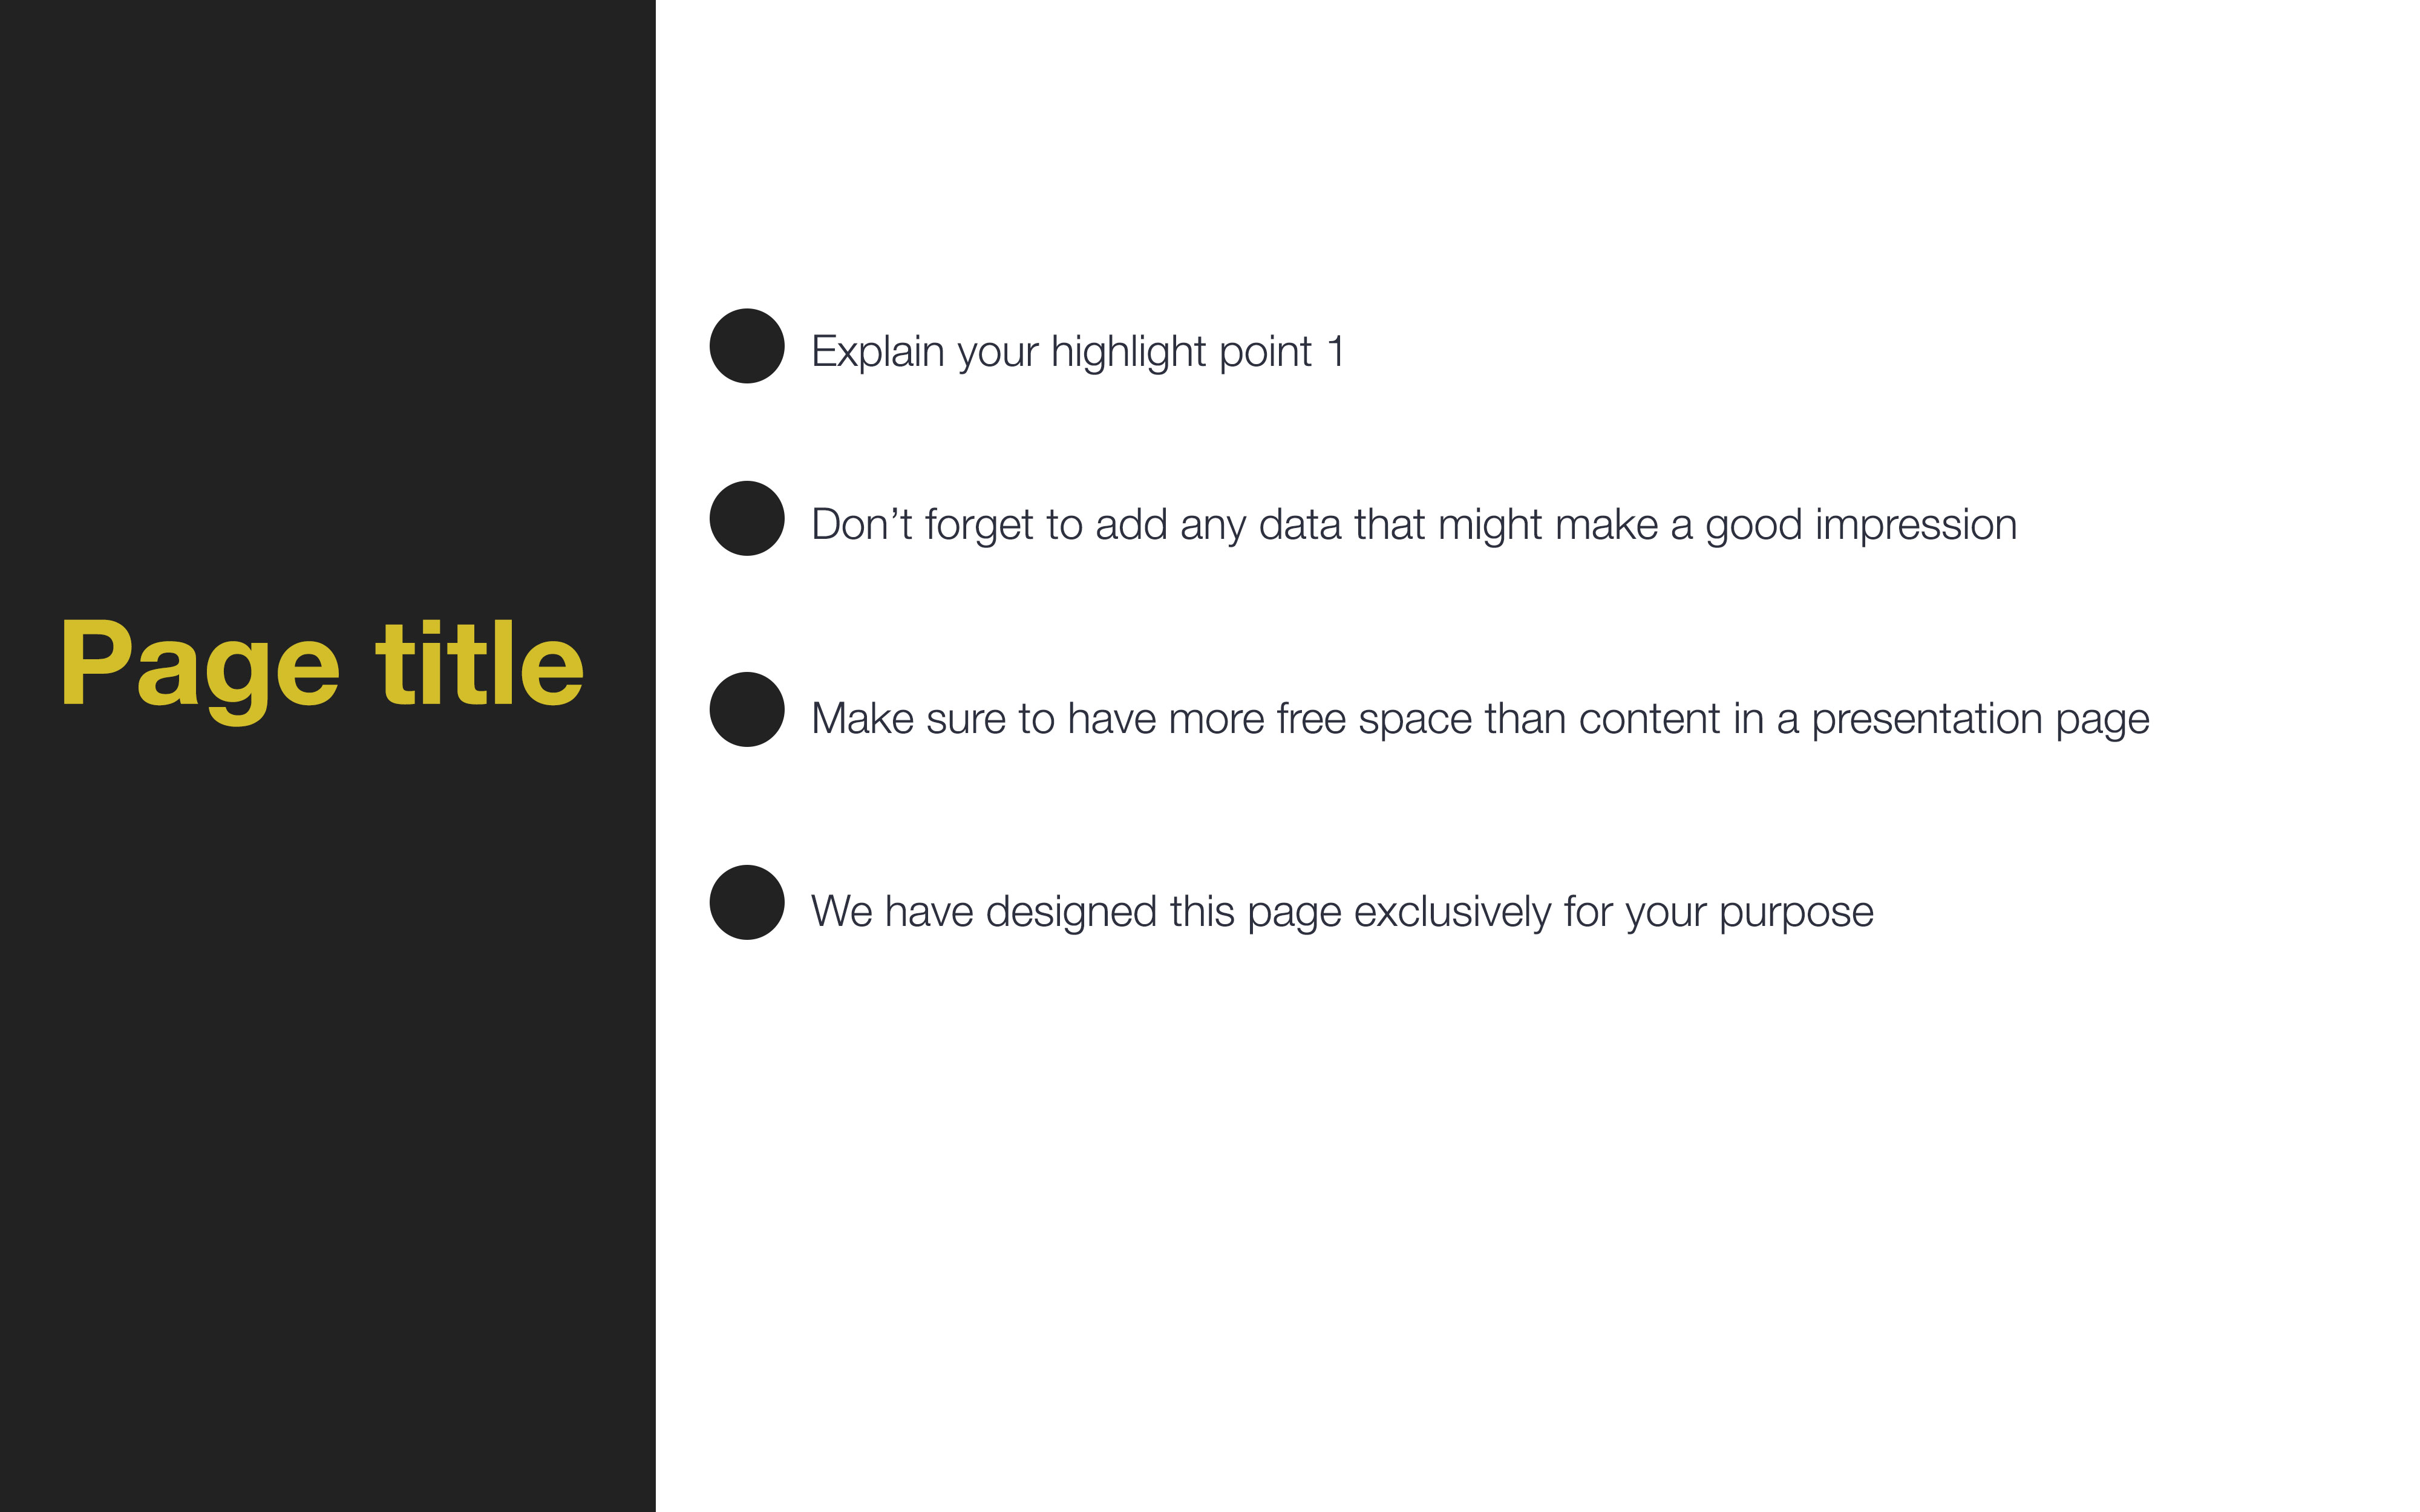 Page title
Explain your highlight point 1
Don’t forget to add any data that might make a good impression
Make sure to have more free space than content in a presentation page
We have designed this page exclusively for your purpose